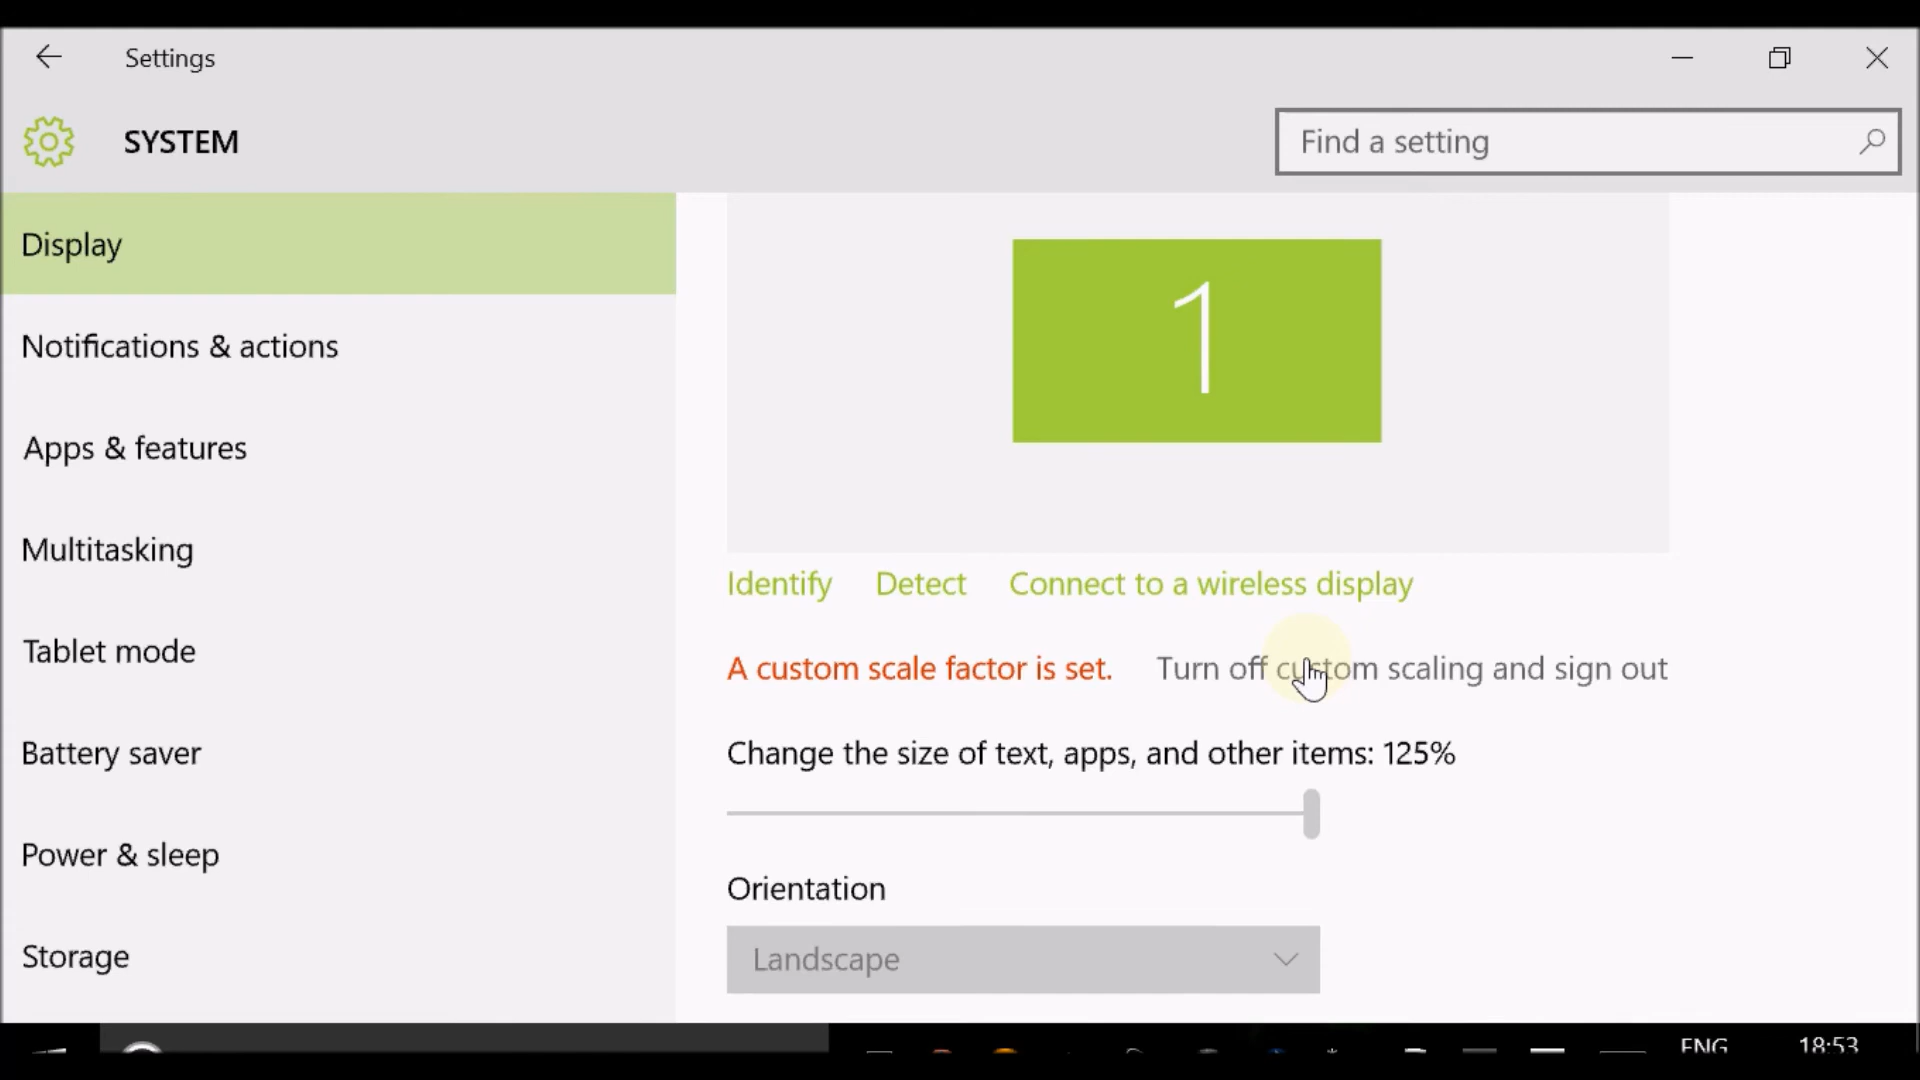 Settings
SYSTEM
Find a setting
Display
Notifications & actions
Apps & features
Multitasking
Tablet mode
Battery saver
Power & sleep
Storage
1
Identify Detect Connect to a wireless display
A custom scale factor is set. Turn off custom scaling and sign out
Change the size of text, apps, and other items: 125%
Orientation
Landscape
ENG 18:53